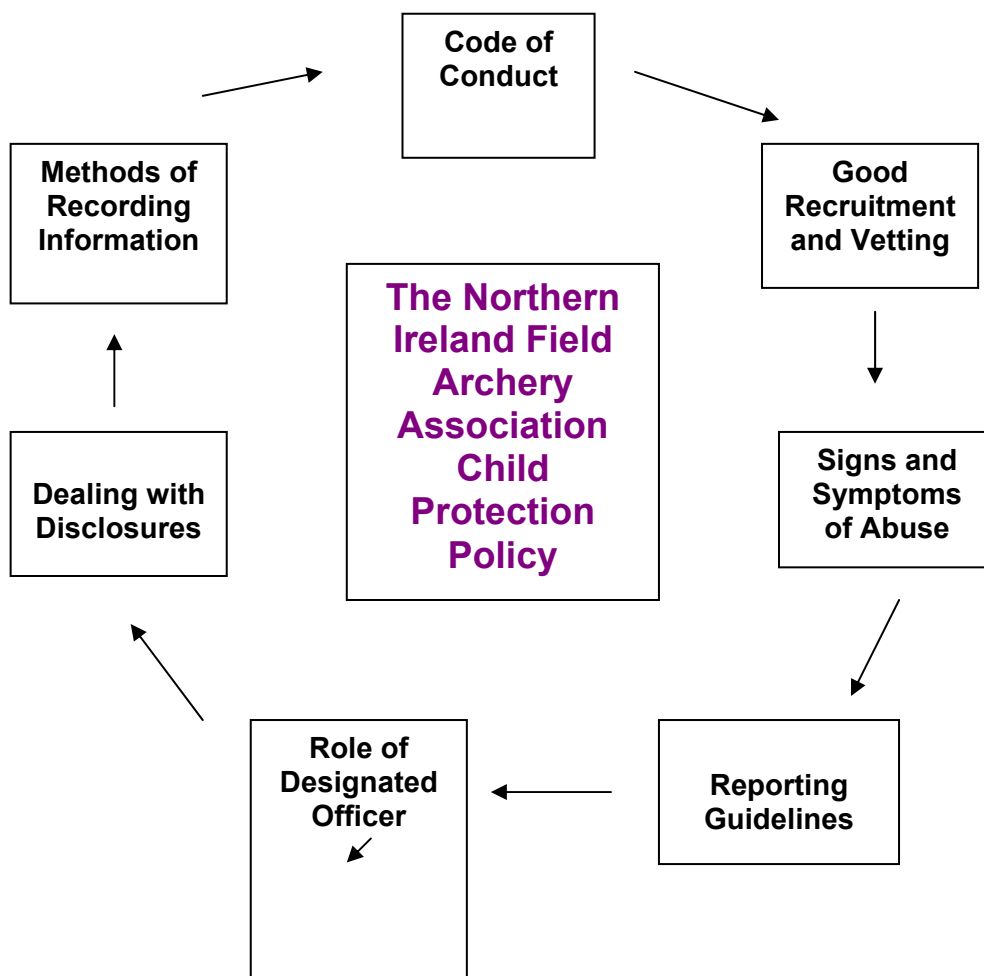 Code of
Conduct
Methods of
Recording
Information
Good
Recruitment
and Vetting
The Northern
Ireland Field
Archery
Association
Child
Protection
Policy
Dealing with
Disclosures
Signs and
Symptoms
of Abuse
Role of
Designated
Officer
Reporting
Guidelines